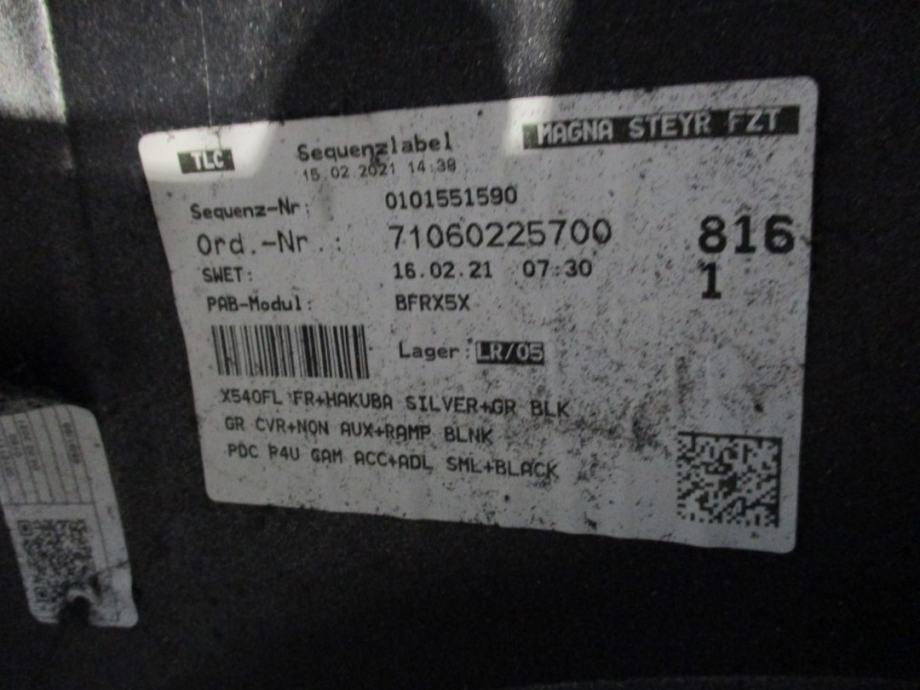 TLC
Sequenzlabel
MAGNA STEYR FZT
15.02.2021 14:38
Sequenz-Nr: 0101551590
Ord.-Nr.: 71060225700
816
SWET: 16.02.21 07:30
1
PAB-Modul: BFRX5X
Lager: LR/05
X540FL FR+HAKUBA SILVER+GR BLK
GR CVR+NON AUX+RAMP BLNK
PDC P4U GAM ACC+ADL SML+BLACK